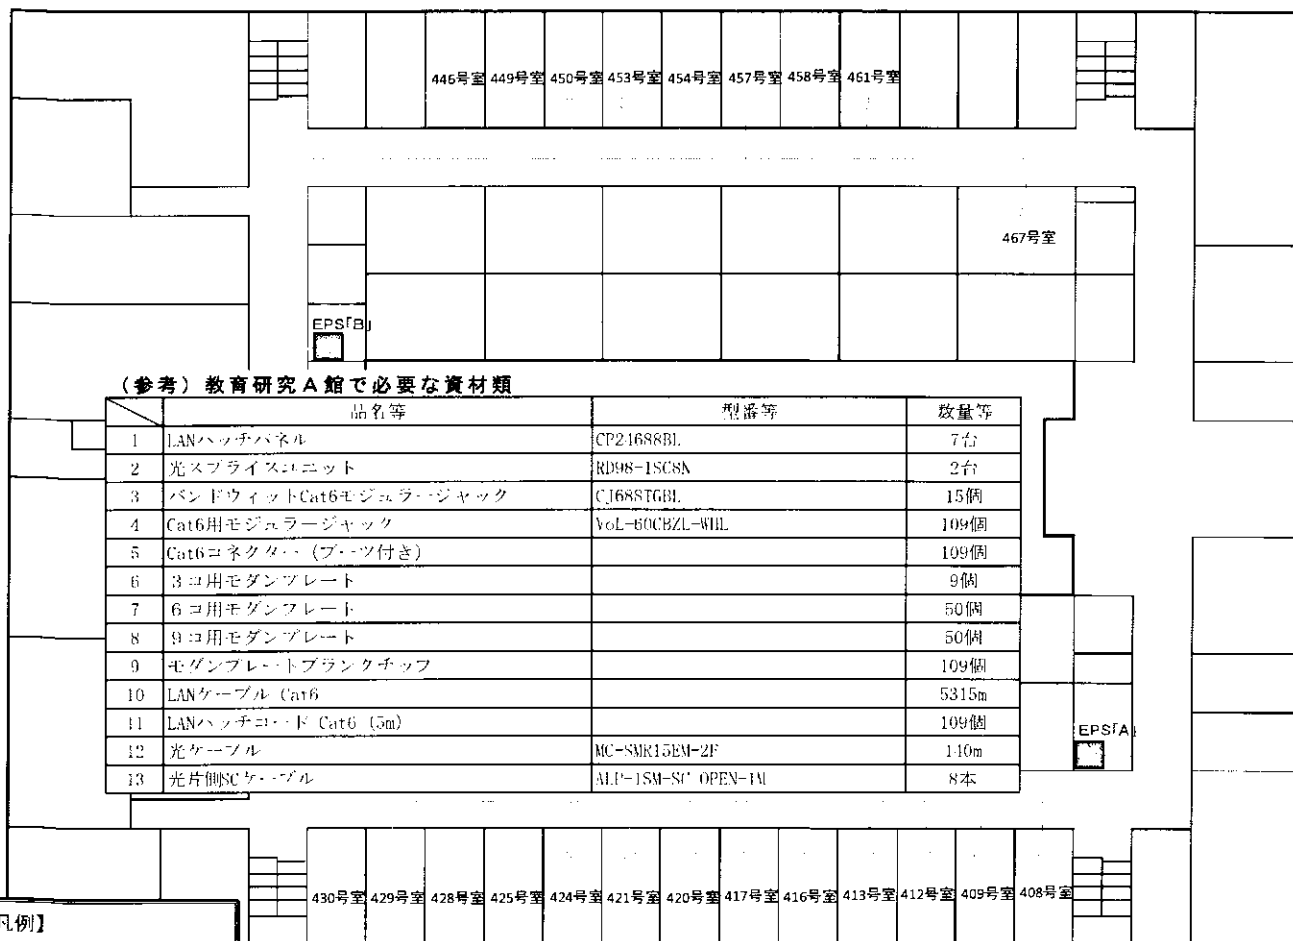 446号室 449号室 450号室 453号室 454号室 457号室 458号室 461号室
467号室
EPS「B」
(参考) 教育研究A館で必要な資材類
品名等 型番等 数量等
1 LANパッチパネル CP24688BL 7台
2 光スプライスユニット RD98-1SC8N 2台
3 パンドウィットCat6モジュラージャック CJ688TGBL 15個
4 Cat6用モジュラージャック 109個
5 Cat6コネクター (ブーツ付き) 109個
6 3コ用モダンプレート 9個
7 6コ用モダンプレート 50個
8 9コ用モダンプレート 50個
9 モダンプレートブランクチップ 109個
10 LANケーブル Cat6 5315m
11 LANパッチコード Cat6 (5m) 109個
12 光ケーブル MC-SMR15EM-2F 140m
13 光片側SCケーブル 8本
EPS「A」
430号室 429号室 428号室 425号室 424号室 421号室 420号室 417号室 416号室 413号室 412号室 409号室 408号室
凡例】